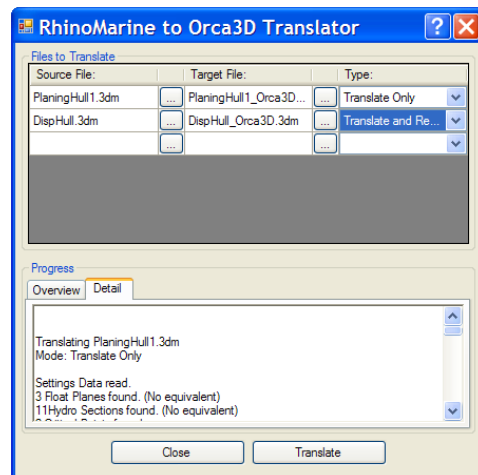 RhinoMarine to Orca3D Translator
Files to Translate
Source File: Target File: Type:
PlaningHull1.3dm ... PlaningHull1_Orca3D... ... Translate Only
DispHull.3dm ... DispHull_Orca3D.3dm ... Translate and Re...
... ...
Progress
Overview Detail
Translating PlaningHull1.3dm
Mode: Translate Only
Settings Data read.
3 Float Planes found. (No equivalent)
11Hydro Sections found. (No equivalent)
Close Translate